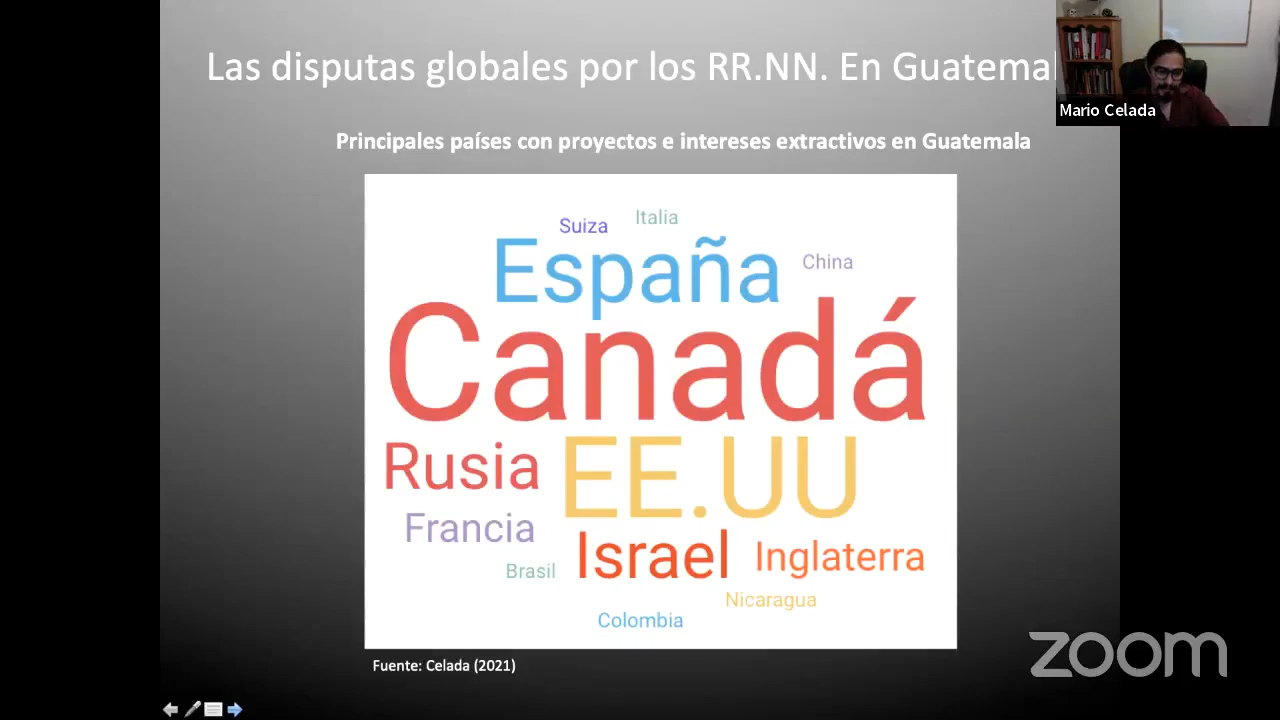 Las disputas globales por los RR.NN. En Guatemal
Mario Celada
Principales países con proyectos e intereses extractivos en Guatemala
Suiza
Italia
España
China
Canadá
Rusia
EE.UU
Francia
Israel
Inglaterra
Brasil
Nicaragua
Colombia
Fuente: Celada (2021)
zoom